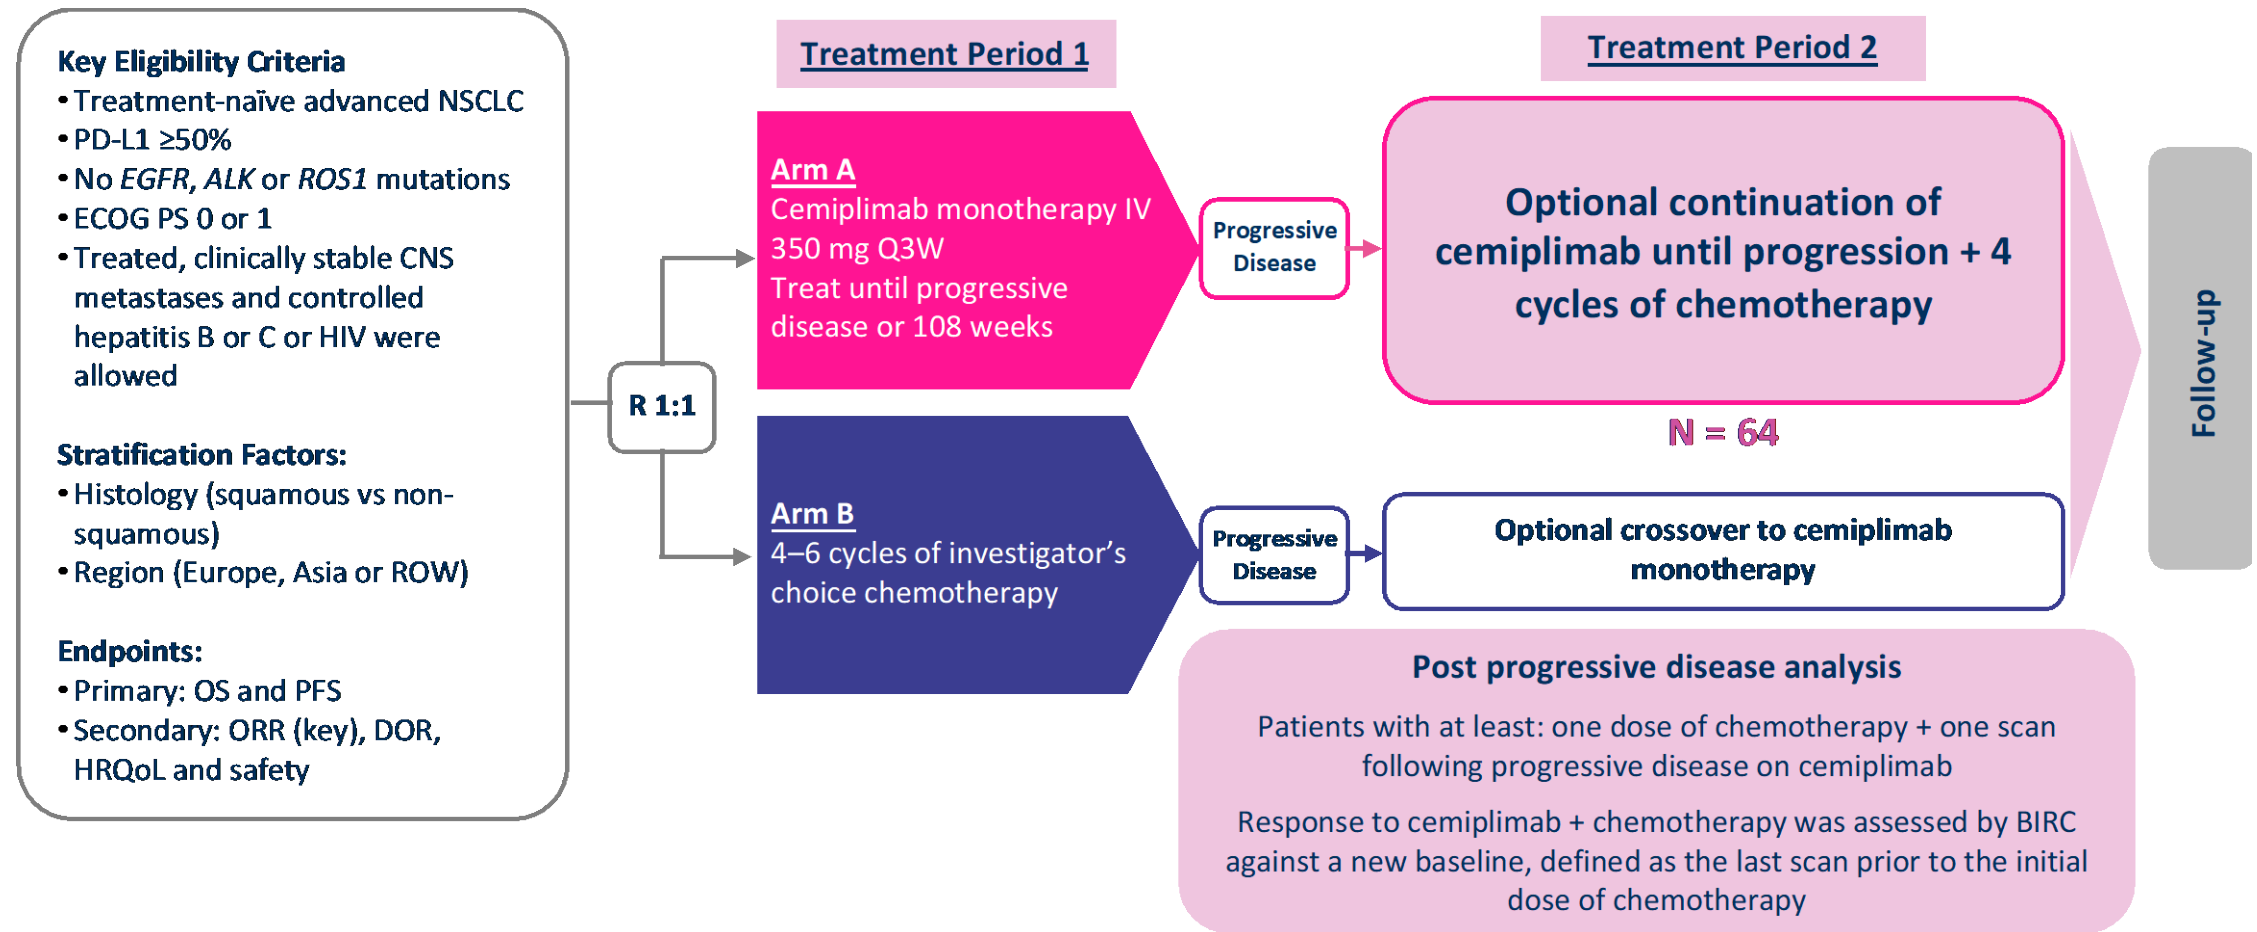 Key Eligibility Criteria
• Treatment-naïve advanced NSCLC
• PD-L1 ≥50%
• No EGFR, ALK or ROS1 mutations
• ECOG PS 0 or 1
• Treated, clinically stable CNS
metastases and controlled
hepatitis B or C or HIV were
allowed
Stratification Factors:
• Histology (squamous vs non-
squamous)
• Region (Europe, Asia or ROW)
Endpoints:
• Primary: OS and PFS
• Secondary: ORR (key), DOR,
HRQoL and safety
R 1:1
Treatment Period 1
Arm A
Cemiplimab monotherapy IV
350 mg Q3W
Treat until progressive
disease or 108 weeks
Arm B
4–6 cycles of investigator’s
choice chemotherapy
Progressive
Disease
Progressive
Disease
Treatment Period 2
Optional continuation of
cemiplimab until progression + 4
cycles of chemotherapy
N = 64
Optional crossover to cemiplimab
monotherapy
Post progressive disease analysis
Patients with at least: one dose of chemotherapy + one scan
following progressive disease on cemiplimab
Response to cemiplimab + chemotherapy was assessed by BIRC
against a new baseline, defined as the last scan prior to the initial
dose of chemotherapy
Follow-up